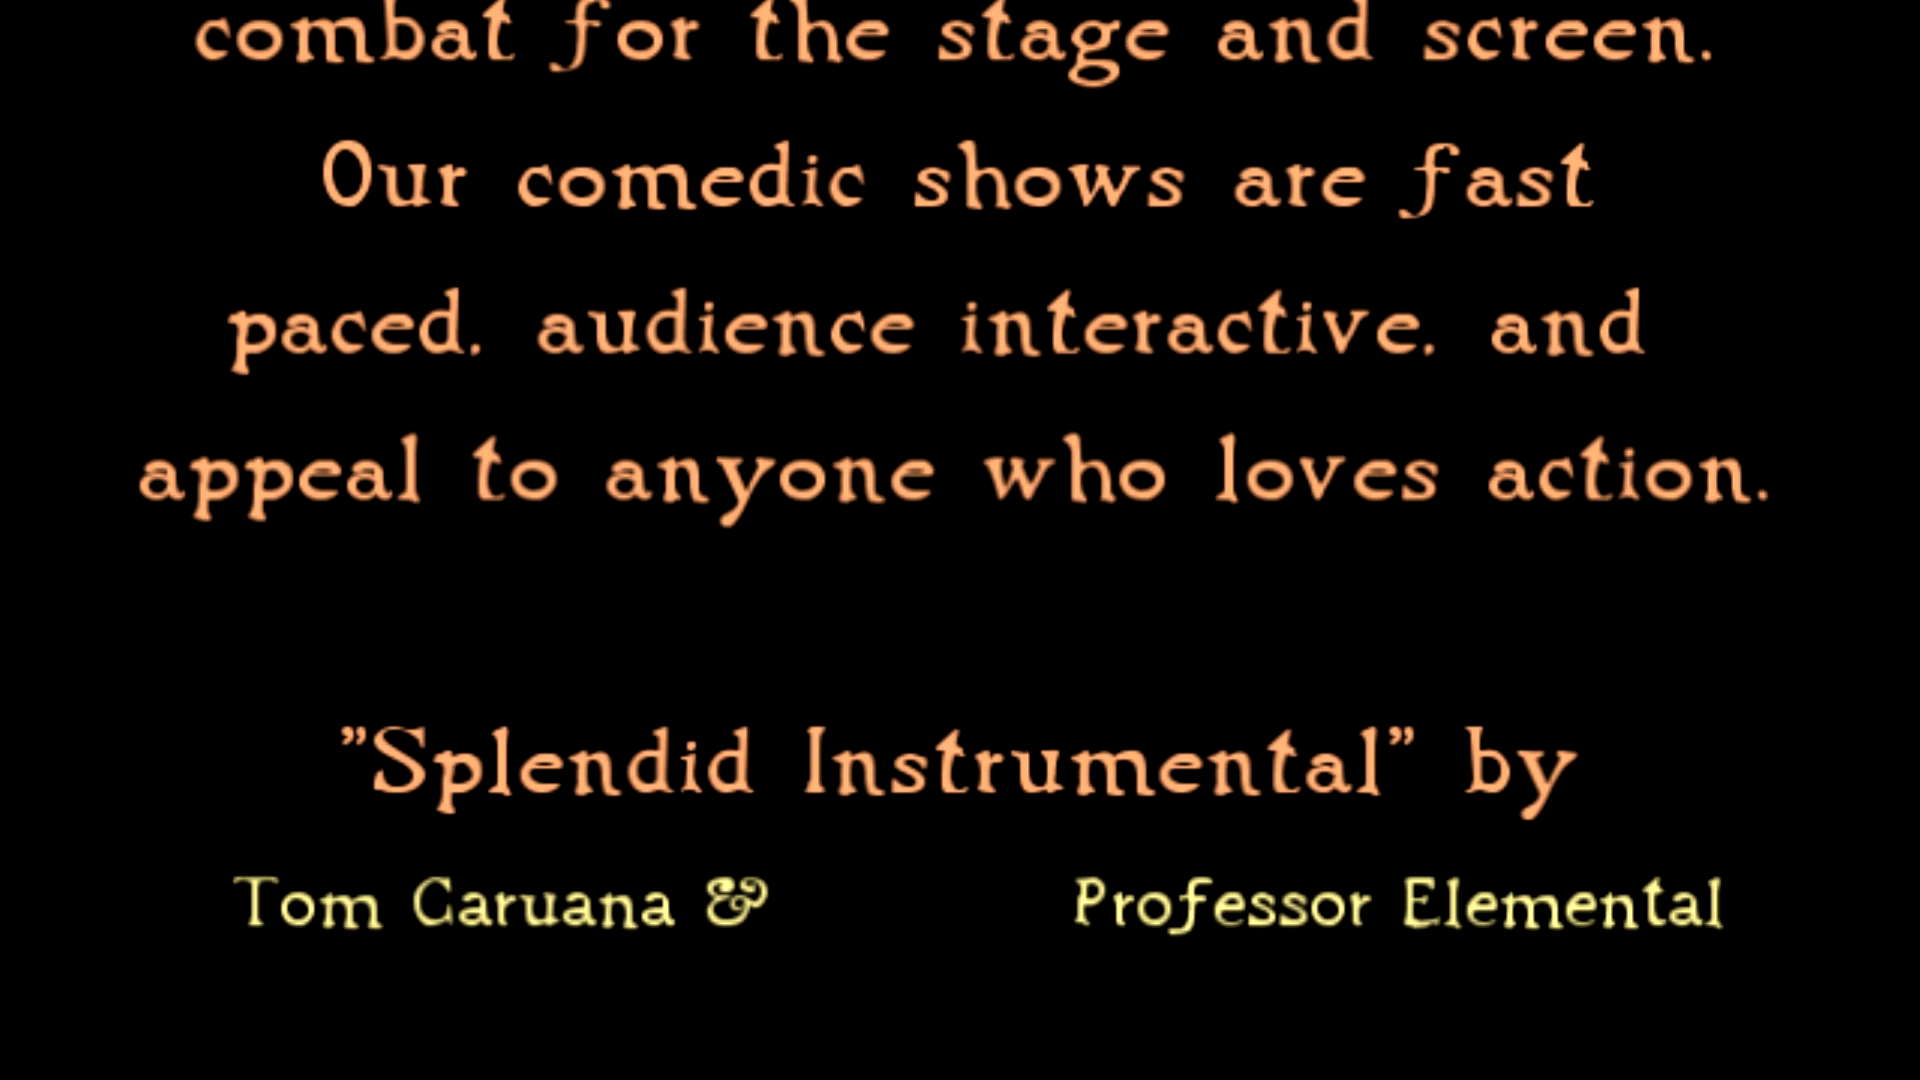 combat for the stage and screen.
Our comedic shows are fast
paced, audience interactive, and
appeal to anyone who loves action.
"Splendid Instrumental" by
Tom Caruana & Professor Elemental